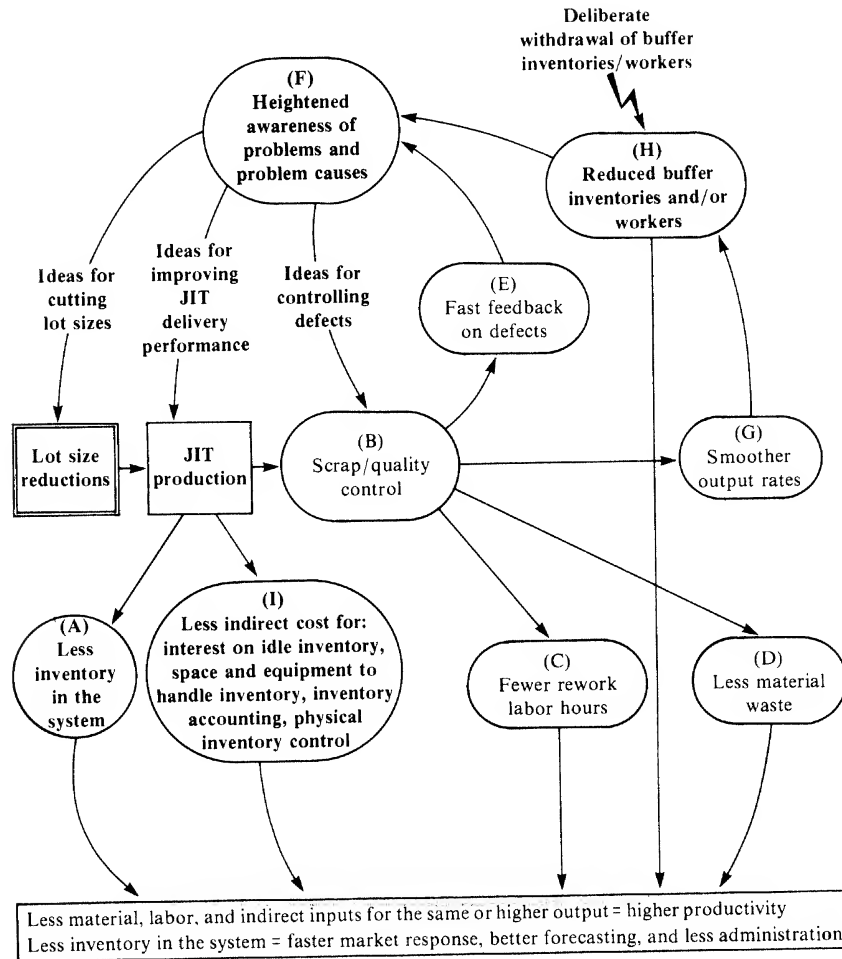 Deliberate
withdrawal of buffer
inventories/workers
(F)
Heightened
awareness of
problems and
problem causes
(H)
Reduced buffer
inventories and/or
workers
Ideas for
cutting
lot sizes
Ideas for
improving
JIT
delivery
performance
Ideas for
controlling
defects
(E)
Fast feedback
on defects
Lot size
reductions
JIT
production
(B)
Scrap/quality
control
(G)
Smoother
output rates
(A)
Less
inventory
in the
system
(I)
Less indirect cost for:
interest on idle inventory,
space and equipment to
handle inventory, inventory
accounting, physical
inventory control
(C)
Fewer rework
labor hours
(D)
Less material
waste
Less material, labor, and indirect inputs for the same or higher output = higher productivity
Less inventory in the system = faster market response, better forecasting, and less administration